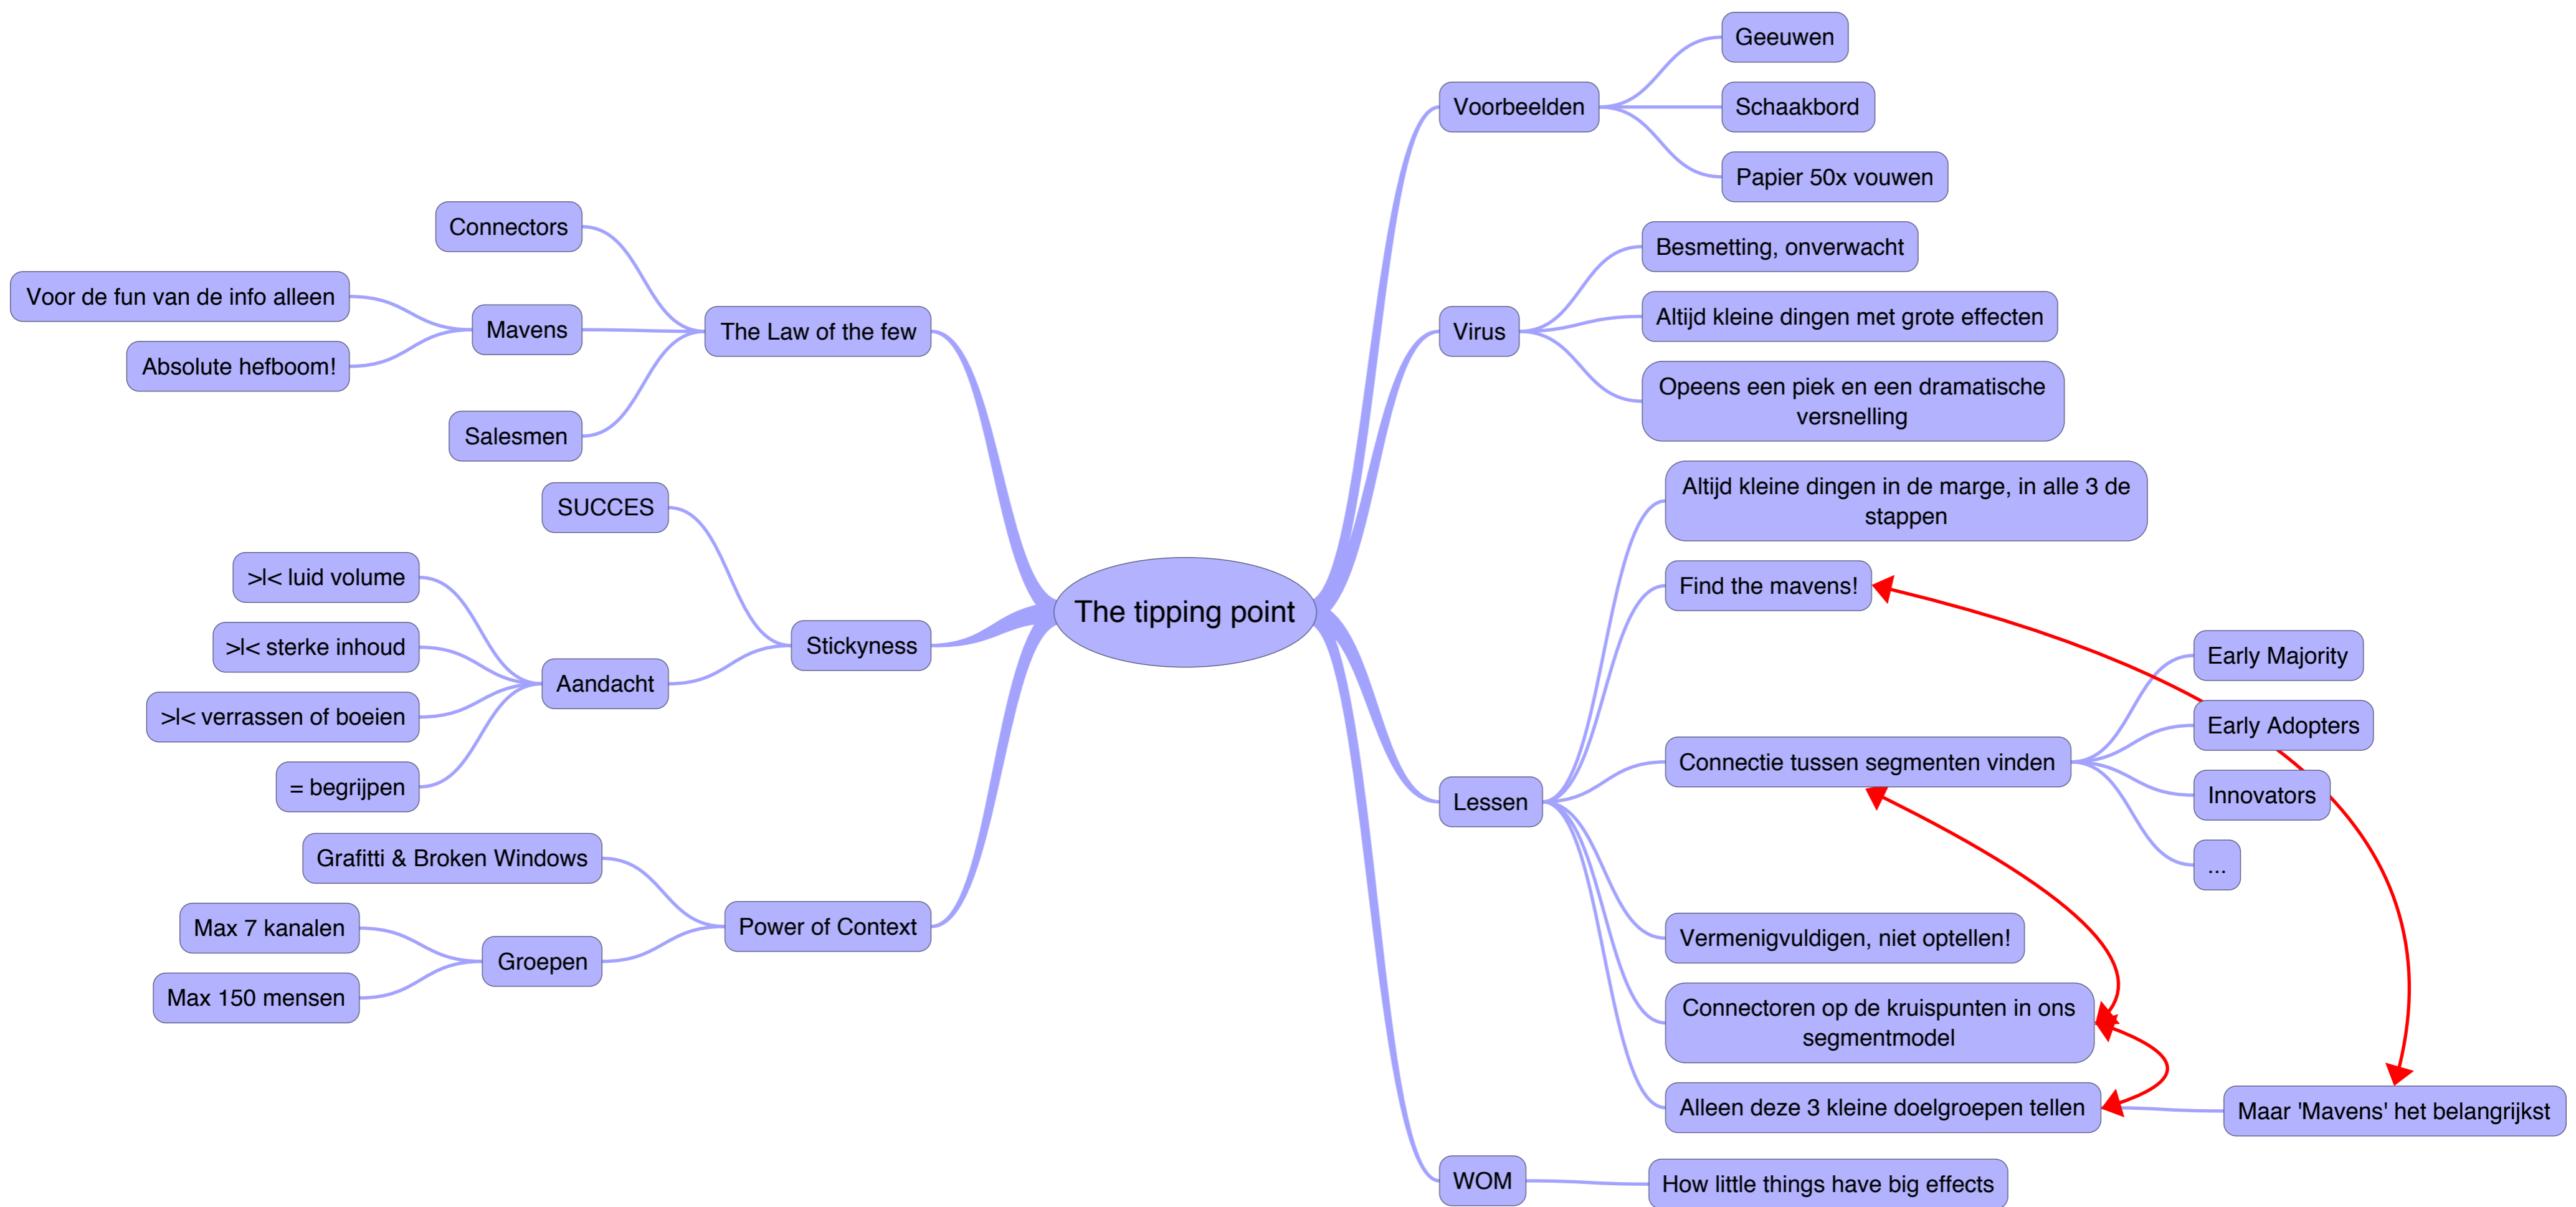 The tipping point
The Law of the few
Connectors
Mavens
Voor de fun van de info alleen
Absolute hefboom!
Salesmen
Stickyness
SUCCES
Aandacht
>|< luid volume
>|< sterke inhoud
>|< verrassen of boeien
= begrijpen
Power of Context
Grafitti & Broken Windows
Groepen
Max 7 kanalen
Max 150 mensen
Voorbeelden
Geeuwen
Schaakbord
Papier 50x vouwen
Virus
Besmetting, onverwacht
Altijd kleine dingen met grote effecten
Opeens een piek en een dramatische
versnelling
Lessen
Altijd kleine dingen in de marge, in alle 3 de
stappen
Find the mavens!
Connectie tussen segmenten vinden
Early Majority
Early Adopters
Innovators
...
Vermenigvuldigen, niet optellen!
Connectoren op de kruispunten in ons
segmentmodel
Alleen deze 3 kleine doelgroepen tellen
Maar 'Mavens' het belangrijkst
WOM
How little things have big effects